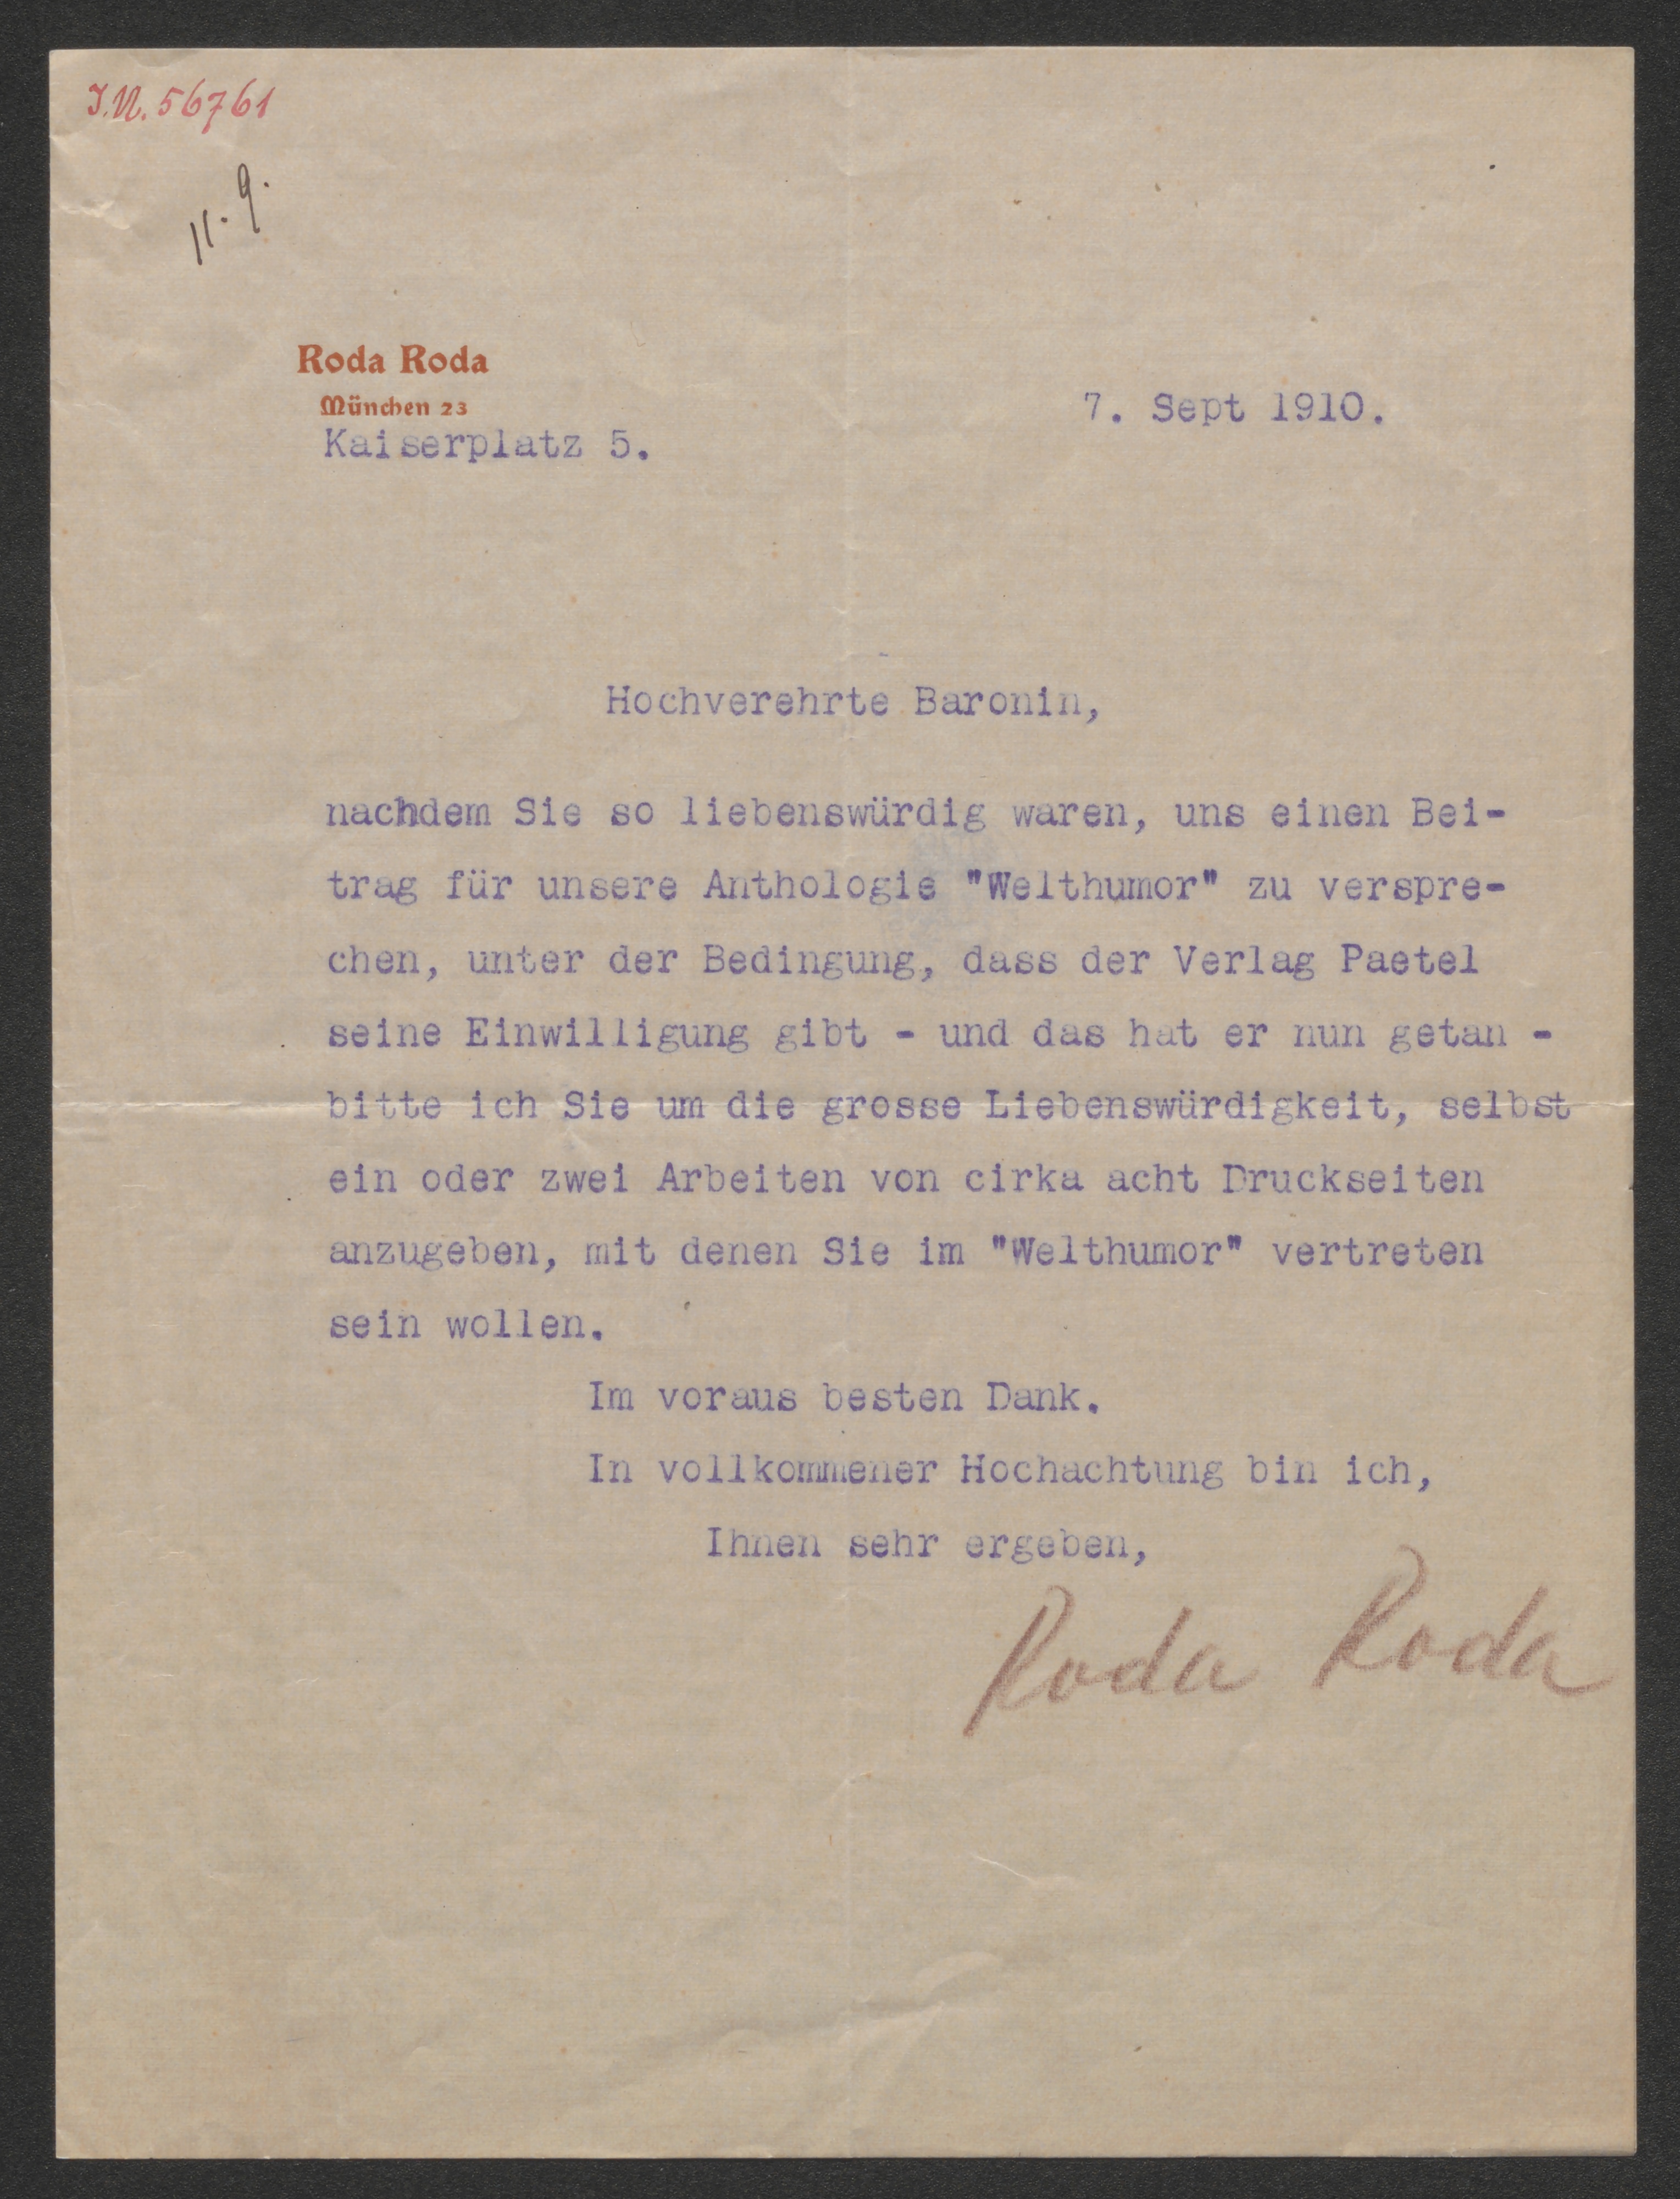 I.N. 56761
11. 9.
Roda Roda
München 23
Kaiserplatz 5.
7. Sept 1910.
Hochverehrte Baronin,
nachdem Sie so liebenswürdig waren, uns einen Bei-
trag für unsere Anthologie "Welthumor" zu verspre-
chen, unter der Bedingung, dass der Verlag Paetel
seine Einwilligung gibt - und das hat er nun getan -
bitte ich Sie um die grosse Liebenswürdigkeit, selbst
ein oder zwei Arbeiten von cirka acht Druckseiten
anzugeben, mit denen Sie im "Welthumor" vertreten
sein wollen.
Im voraus besten Dank.
In vollkommener Hochachtung bin ich,
Ihnen sehr ergeben,
Roda Roda